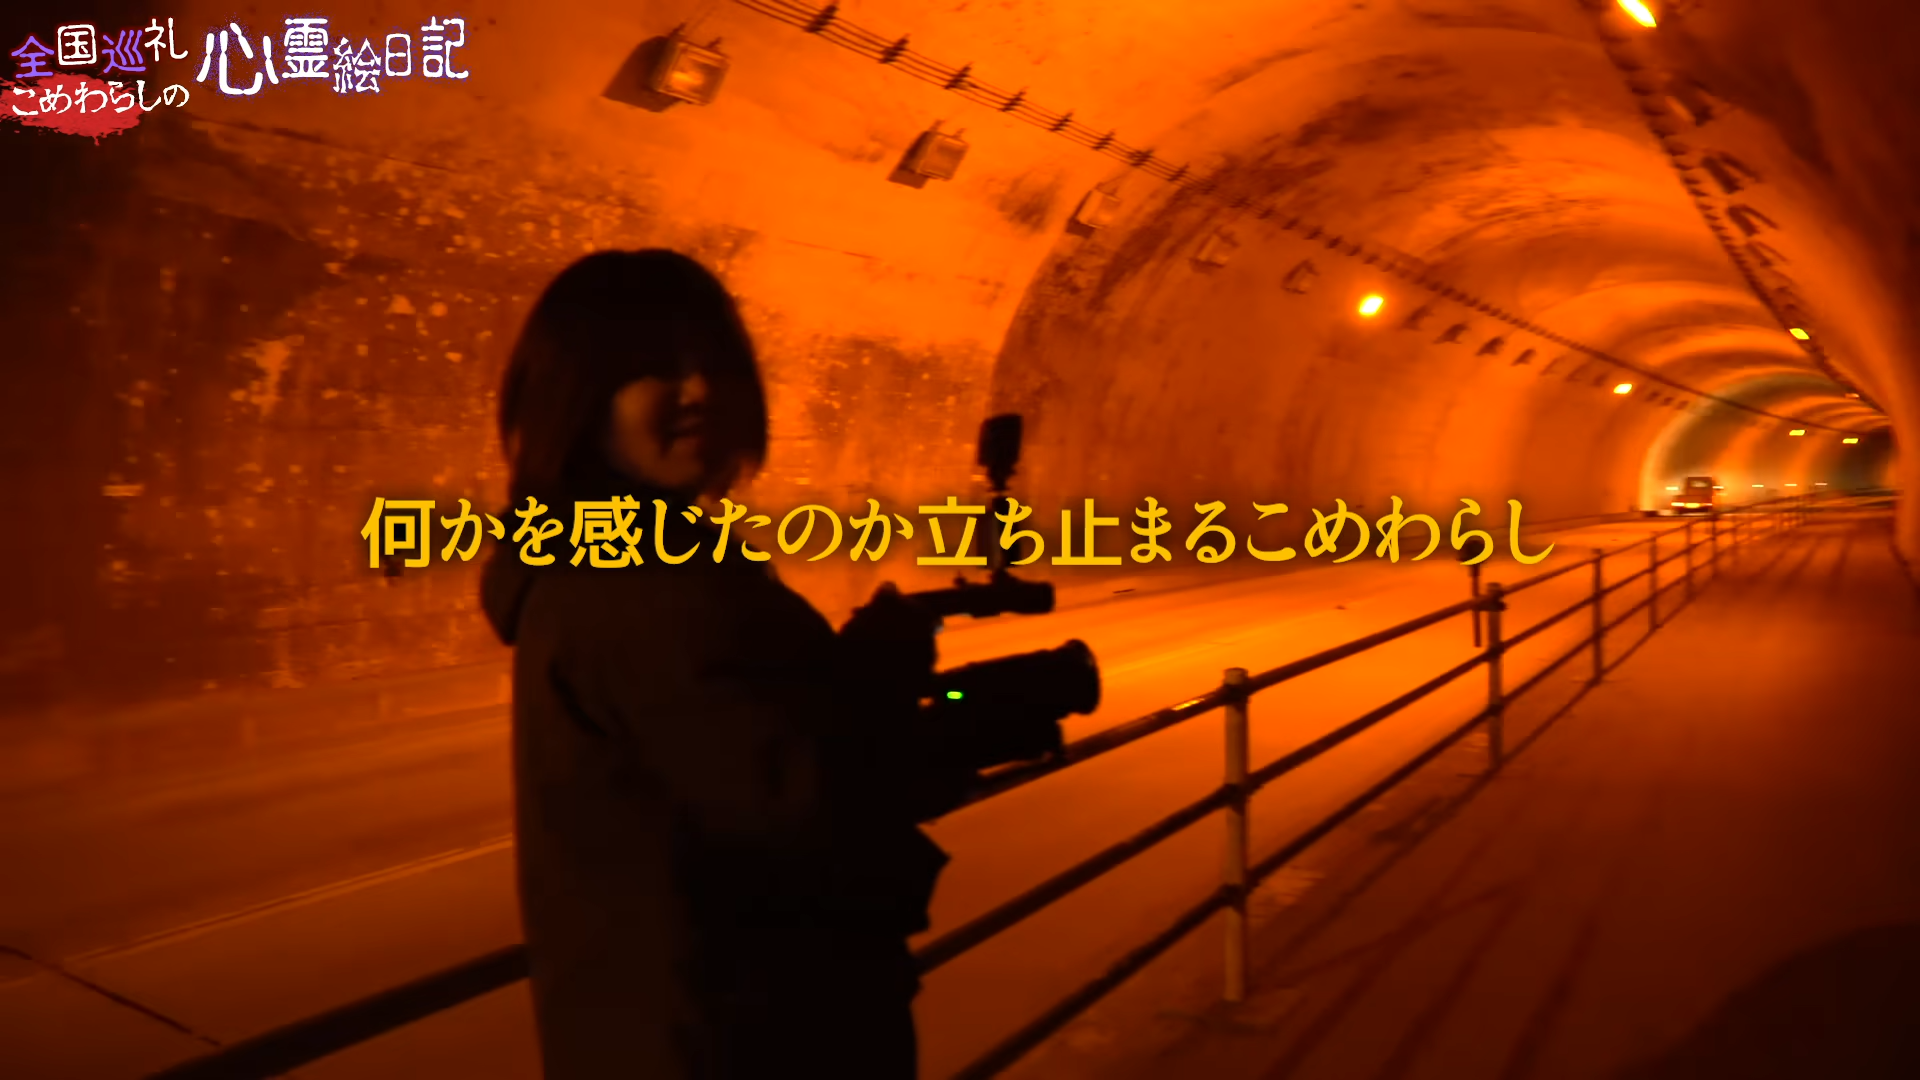 全国巡礼
こめわらしの
心霊絵日記
何かを感じたのか立ち止まるこめわらし